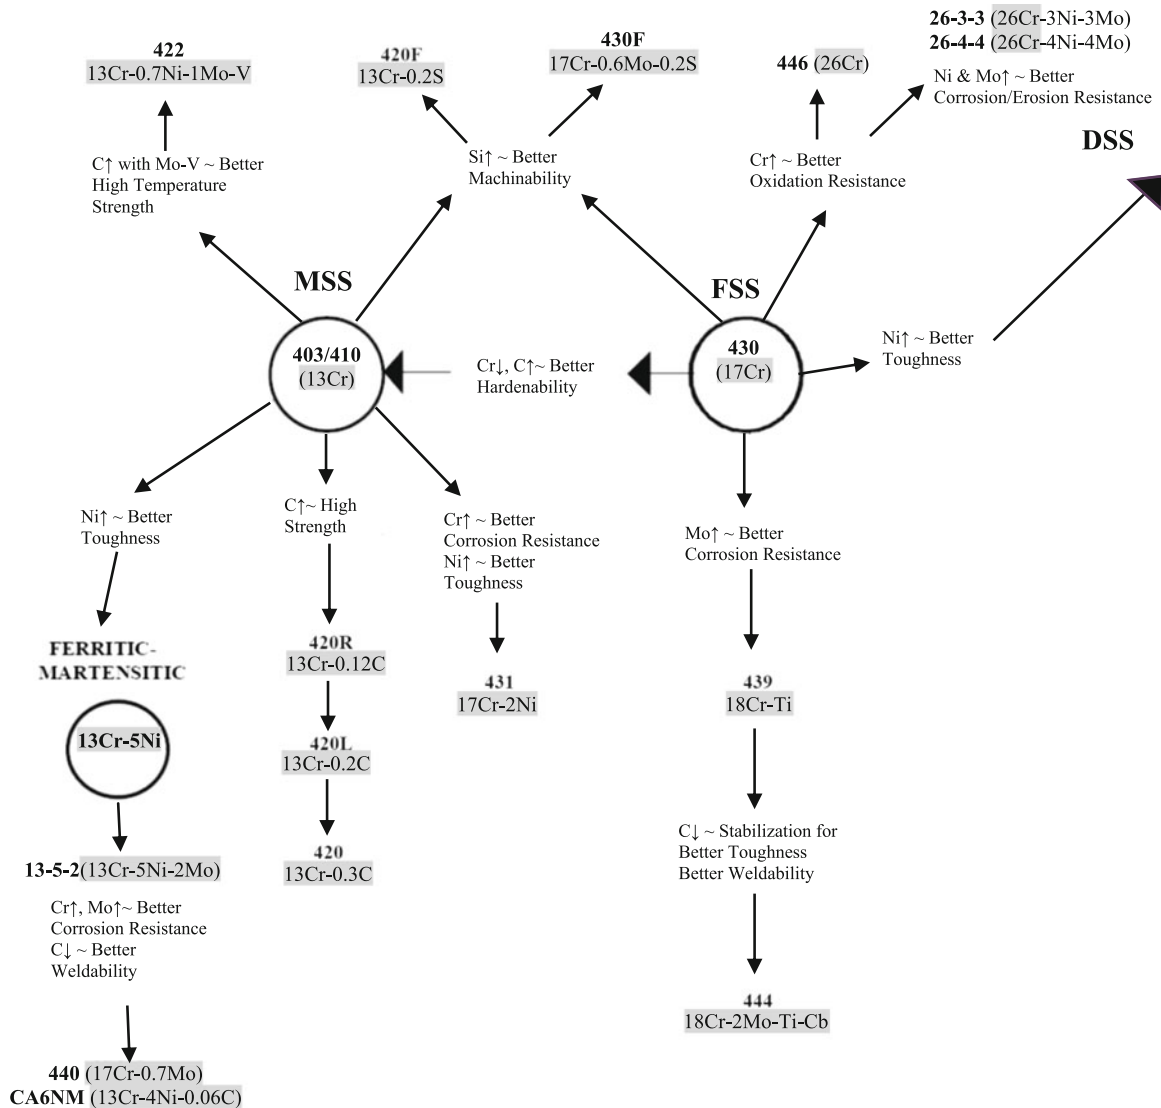 26-3-3 (26Cr-3Ni-3Mo)
26-4-4 (26Cr-4Ni-4Mo)
422
13Cr-0.7Ni-1Mo-V
420F
13Cr-0.2S
430F
17Cr-0.6Mo-0.2S
446 (26Cr)
Ni & Mo↑ ~ Better
Corrosion/Erosion Resistance
DSS
C↑ with Mo-V ~ Better
High Temperature
Strength
Si↑ ~ Better
Machinability
Cr↑ ~ Better
Oxidation Resistance
MSS
FSS
403/410
(13Cr)
Cr↓, C↑~ Better
Hardenability
430
(17Cr)
Ni↑ ~ Better
Toughness
Ni↑ ~ Better
Toughness
C↑~ High
Strength
Cr↑ ~ Better
Corrosion Resistance
Ni↑ ~ Better
Toughness
Mo↑ ~ Better
Corrosion Resistance
FERRITIC-
MARTENSITIC
13Cr-5Ni
420R
13Cr-0.12C
431
17Cr-2Ni
439
18Cr-Ti
420L
13Cr-0.2C
420
13Cr-0.3C
C↓ ~ Stabilization for
Better Toughness
Better Weldability
13-5-2(13Cr-5Ni-2Mo)
Cr↑, Mo↑~ Better
Corrosion Resistance
C↓ ~ Better
Weldability
444
18Cr-2Mo-Ti-Cb
440 (17Cr-0.7Mo)
CA6NM (13Cr-4Ni-0.06C)